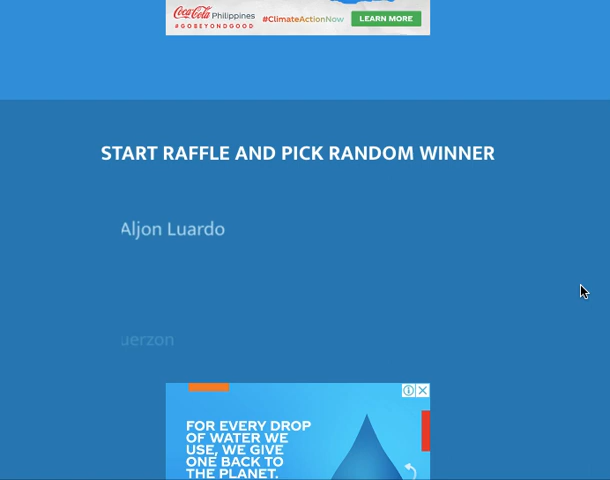 Coca-Cola Philippines
#GOBEYONDGOOD
#ClimateActionNow
LEARN MORE
START RAFFLE AND PICK RANDOM WINNER
Aljon Luardo
uerzon
FOR EVERY DROP
OF WATER WE
USE, WE GIVE
ONE BACK TO
THE PLANET.